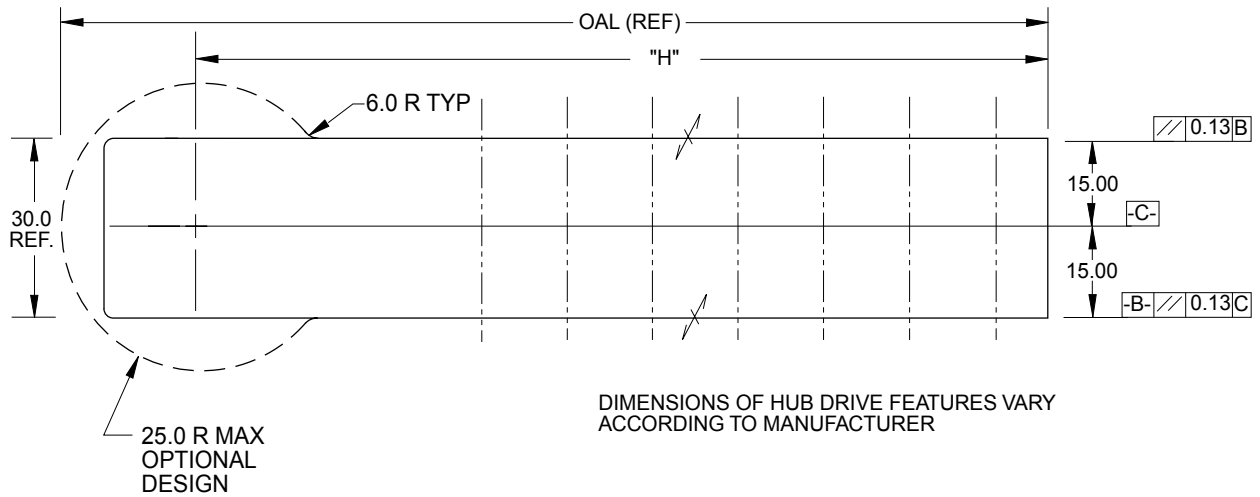 OAL (REF)
"H"
6.0 R TYP
// 0.13 B
15.00
30.0
REF.
-C-
15.00
-B- // 0.13 C
DIMENSIONS OF HUB DRIVE FEATURES VARY
ACCORDING TO MANUFACTURER
25.0 R MAX
OPTIONAL
DESIGN